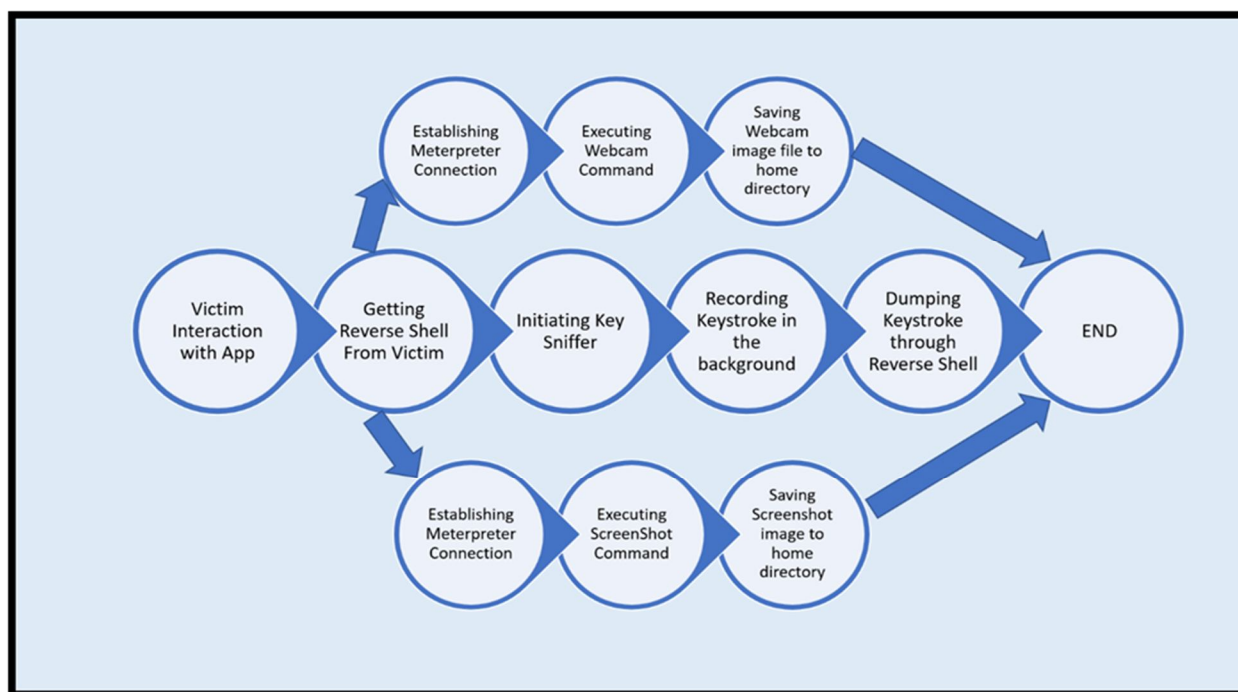 Establishing
Meterpreter
Connection
Executing
Webcam
Command
Saving
Webcam
image file to
home
directory
Victim
Interaction
with App
Getting
Reverse Shell
From Victim
Initiating Key
Sniffer
Recording
Keystroke in
the
background
Dumping
Keystroke
through
Reverse Shell
END
Establishing
Meterpreter
Connection
Executing
ScreenShot
Command
Saving
Screenshot
image to
home
directory